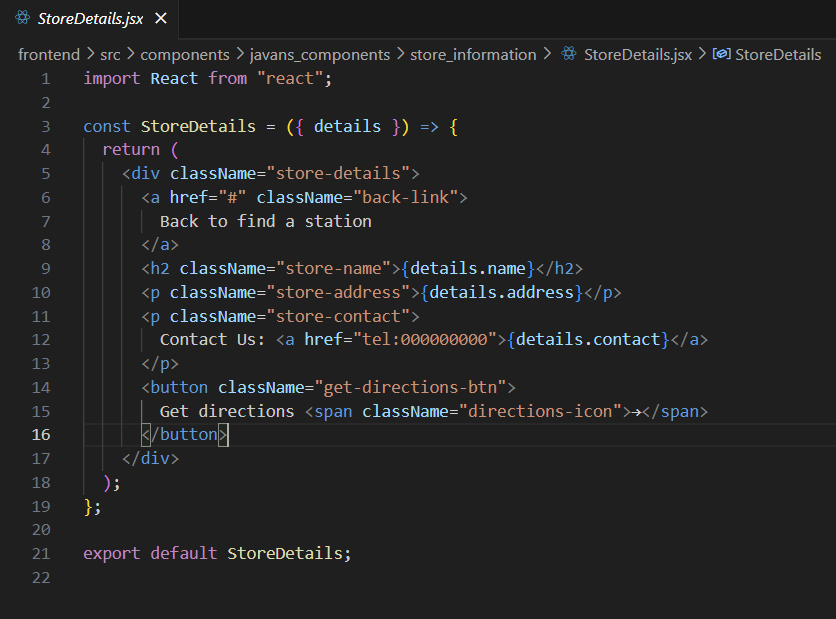 StoreDetails.jsx
frontend > src > components > javans_components > store_information > StoreDetails.jsx > StoreDetails
1 import React from "react";
2
3 const StoreDetails = ({ details }) => {
4 return (
5 <div className="store-details">
6 <a href="#" className="back-link">
7 Back to find a station
8 </a>
9 <h2 className="store-name">{details.name}</h2>
10 <p className="store-address">{details.address}</p>
11 <p className="store-contact">
12 Contact Us: <a href="tel:000000000">{details.contact}</a>
13 </p>
14 <button className="get-directions-btn">
15 Get directions <span className="directions-icon">→</span>
16 </button>
17 </div>
18 );
19 };
20
21 export default StoreDetails;
22